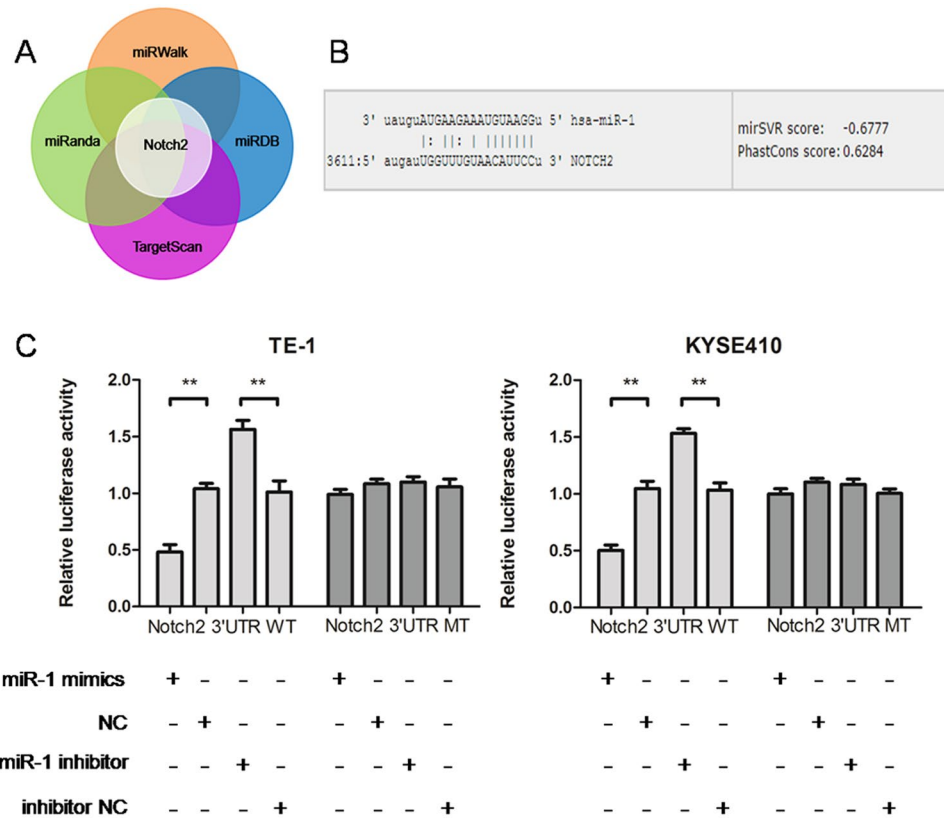 A
miRWalk
miRanda
Notch2
miRDB
TargetScan
B
3' uauguAUGAAGAAAUGUAAGGu 5' hsa-miR-1
|: ||: | |||||||
3611:5' augauUGGUUUGUAACAUUCCu 3' NOTCH2
mirSVR score: -0.6777
PhastCons score: 0.6284
C
TE-1
Relative luciferase activity
2.0
1.5
1.0
0.5
0.0
** **
Notch2 3'UTR WT Notch2 3'UTR MT
KYSE410
Relative luciferase activity
2.0
1.5
1.0
0.5
0.0
** **
Notch2 3'UTR WT Notch2 3'UTR MT
miR-1 mimics + – – – + – – – + – – – + – – –
NC – + – – – + – – – + – – – + – –
miR-1 inhibitor – – + – – – + – – – + – – – + –
inhibitor NC – – – + – – – + – – – + – – – +